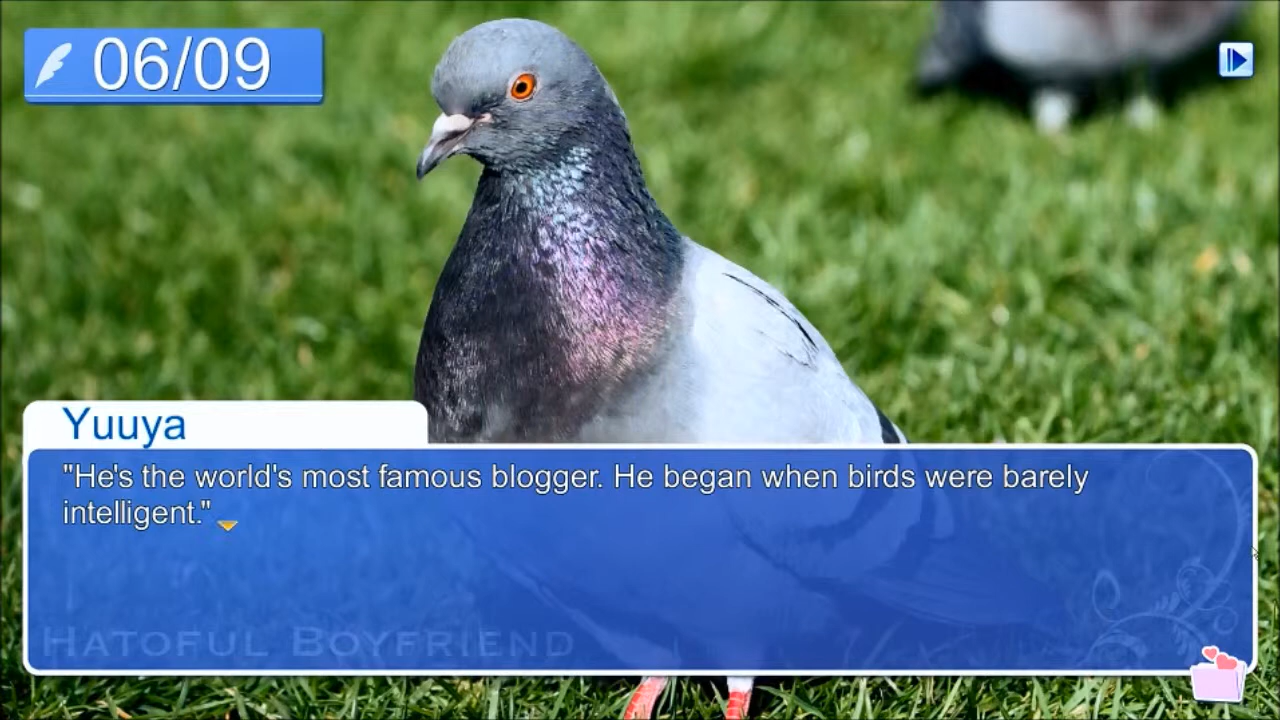 06/09
Yuuya
"He's the world's most famous blogger. He began when birds were barely
intelligent."
HATOFUL BOYFRIEND